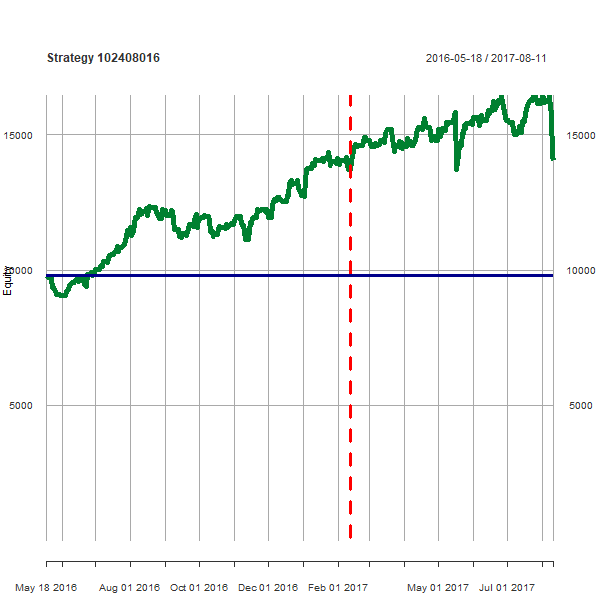 Strategy 102408016
2016-05-18 / 2017-08-11
15000
15000
Equity
10000
10000
5000
5000
May 18 2016
Aug 01 2016
Oct 01 2016
Dec 01 2016
Feb 01 2017
May 01 2017
Jul 01 2017